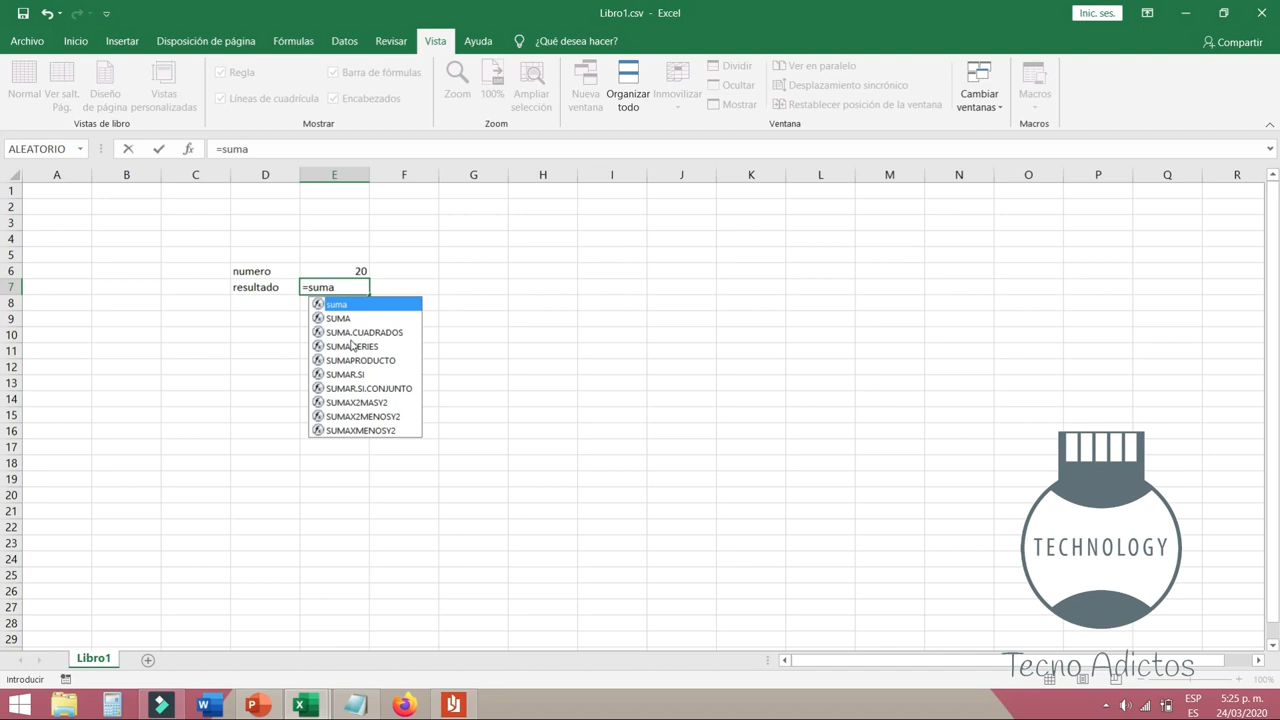 Libro1.csv - Excel
Inic. ses.
Archivo Inicio Insertar Disposición de página Fórmulas Datos Revisar Vista Ayuda ¿Qué desea hacer? Compartir
Normal Ver salt. Pág. Diseño de página Vistas personalizadas
Vistas de libro
Regla Barra de fórmulas
Líneas de cuadrícula Encabezados
Mostrar
Zoom 100% Ampliar selección
Zoom
Nueva ventana Organizar todo Inmovilizar
Dividir Ver en paralelo
Ocultar Desplazamiento sincrónico
Mostrar Restablecer posición de la ventana
Cambiar ventanas
Ventana
Macros
Macros
ALEATORIO fx =suma
A B C D E F G H I J K L M N O P Q R
1
2
3
4
5
6 numero 20
7 resultado =suma
8 suma
9 SUMA
10 SUMA.CUADRADOS
11 SUMA.SERIES
12 SUMAPRODUCTO
13 SUMAR.SI
14 SUMAR.SI.CONJUNTO
15 SUMAX2MASY2
16 SUMAX2MENOSY2
17 SUMAXMENOSY2
18
19
20
21
22
23
24
25
26
27
28
29
TECHNOLOGY
Tecno Adictos
Libro1
Introducir
100%
ESP 5:25 p. m.
ES 24/03/2020